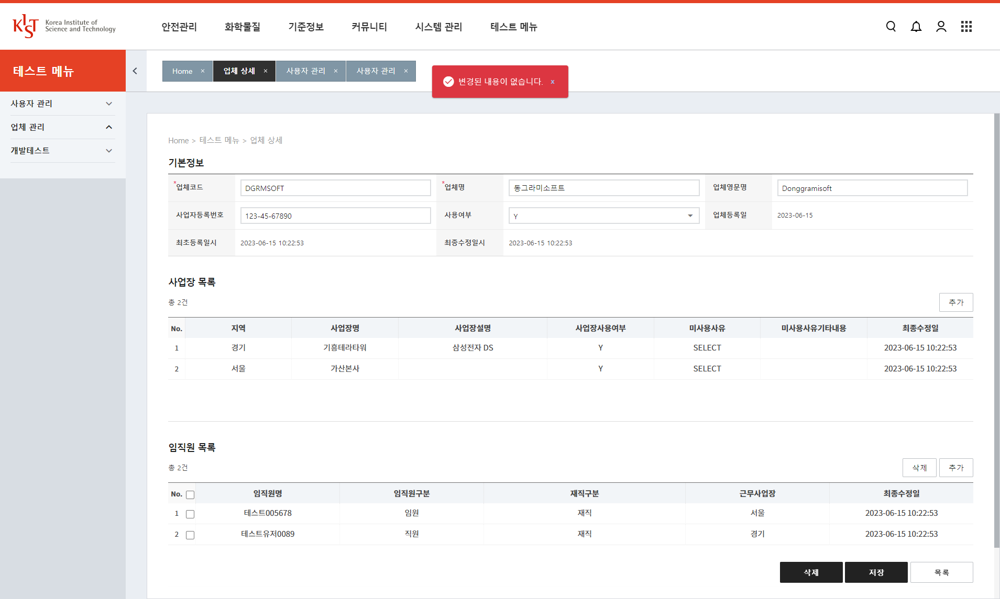 KIST Korea Institute of
Science and Technology
안전관리 화학물질 기준정보 커뮤니티 시스템 관리 테스트 메뉴
테스트 메뉴
Home × 업체 상세 × 사용자 관리 × 사용자 관리 ×
변경된 내용이 없습니다. x
사용자 관리
업체 관리
개발테스트
Home > 테스트 메뉴 > 업체 상세
기본정보
*업체코드 DGRMSOFT *업체명 동그라미소프트 업체영문명 Donggramisoft
사업자등록번호 123-45-67890 사용여부 Y 업체등록일 2023-06-15
최초등록일시 2023-06-15 10:22:53 최종수정일시 2023-06-15 10:22:53
사업장 목록
총 2건 추가
No. 지역 사업장명 사업장설명 사업장사용여부 미사용사유 미사용사유기타내용 최종수정일
1 경기 기흥테라타워 삼성전자 DS Y SELECT 2023-06-15 10:22:53
2 서울 가산본사 Y SELECT 2023-06-15 10:22:53
임직원 목록
총 2건 삭제 추가
No. 임직원명 임직원구분 재직구분 근무사업장 최종수정일
1 테스트005678 임원 재직 서울 2023-06-15 10:22:53
2 테스트유저0089 직원 재직 경기 2023-06-15 10:22:53
삭제 저장 목록